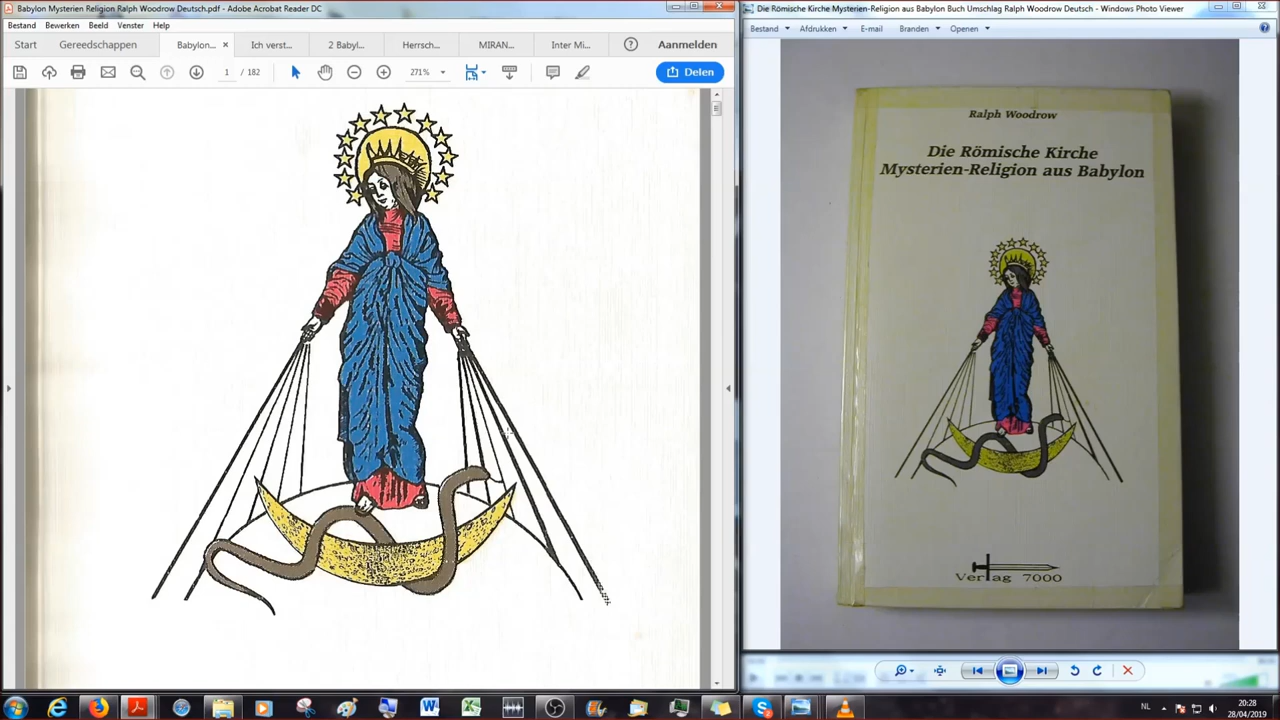 Babylon Mysterien Religion Ralph Woodrow Deutsch.pdf - Adobe Acrobat Reader DC
Bestand Bewerken Beeld Venster Help
Start Gereedschappen Babylon... × Ich verst... 2 Babyl... Herrsch... MIRAN... Inter Mi... Aanmelden
1 / 182 271% Delen
Die Römische Kirche Mysterien-Religion aus Babylon Buch Umschlag Ralph Woodrow Deutsch - Windows Photo Viewer
Bestand Afdrukken E-mail Branden Openen
Ralph Woodrow
Die Römische Kirche
Mysterien-Religion aus Babylon
Verlag 7000
NL 20:28
28/04/2019